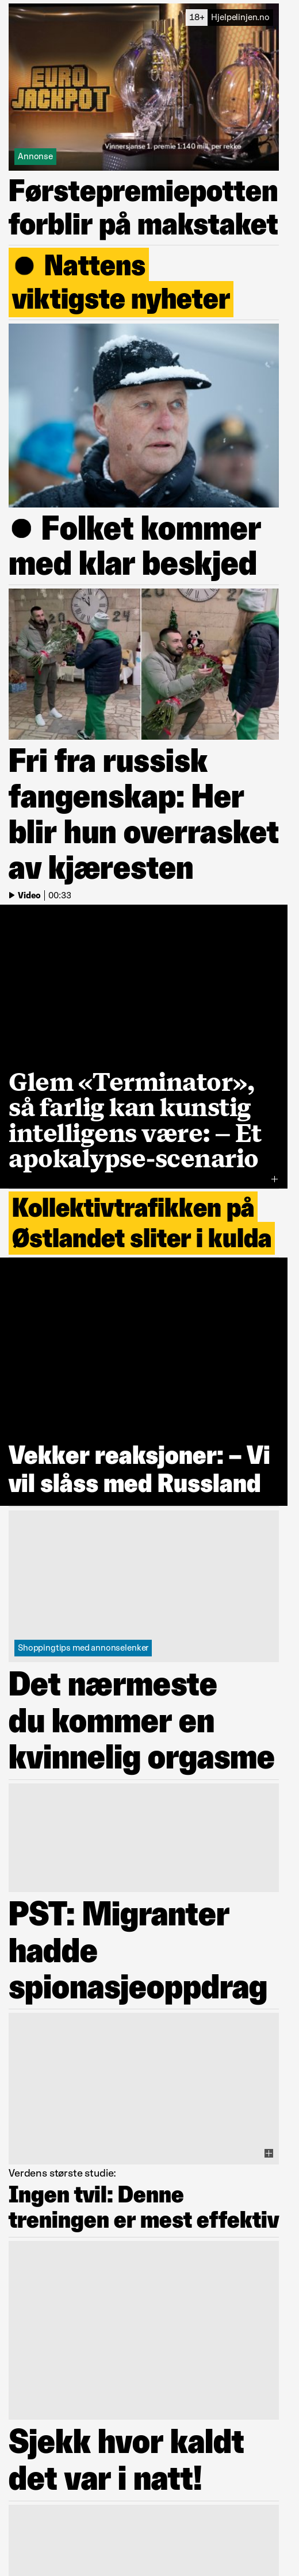 18+ Hjelpelinjen.no
EURO
JACKPOT
Vinnersjanse 1. premie 1:140 mill. per rekke
Annonse
Førstepremiepotten
forblir på makstaket
Nattens
viktigste nyheter
Folket kommer
med klar beskjed
24
Fri fra russisk
fangenskap: Her
blir hun overrasket
av kjæresten
Video | 00:33
Glem «Terminator»,
så farlig kan kunstig
intelligens være: – Et
apokalypse-scenario
Kollektivtrafikken på
Østlandet sliter i kulda
Vekker reaksjoner: – Vi
vil slåss med Russland
Shoppingtips med annonselenker
Det nærmeste
du kommer en
kvinnelig orgasme
PST: Migranter
hadde
spionasjeoppdrag
Verdens største studie:
Ingen tvil: Denne
treningen er mest effektiv
Sjekk hvor kaldt
det var i natt!